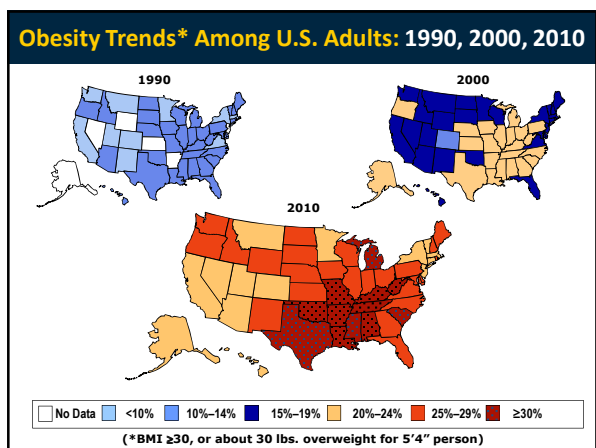 Obesity Trends* Among U.S. Adults: 1990, 2000, 2010
1990
2000
2010
No Data <10% 10%–14% 15%–19% 20%–24% 25%–29% ≥30%
(*BMI ≥30, or about 30 lbs. overweight for 5’4” person)